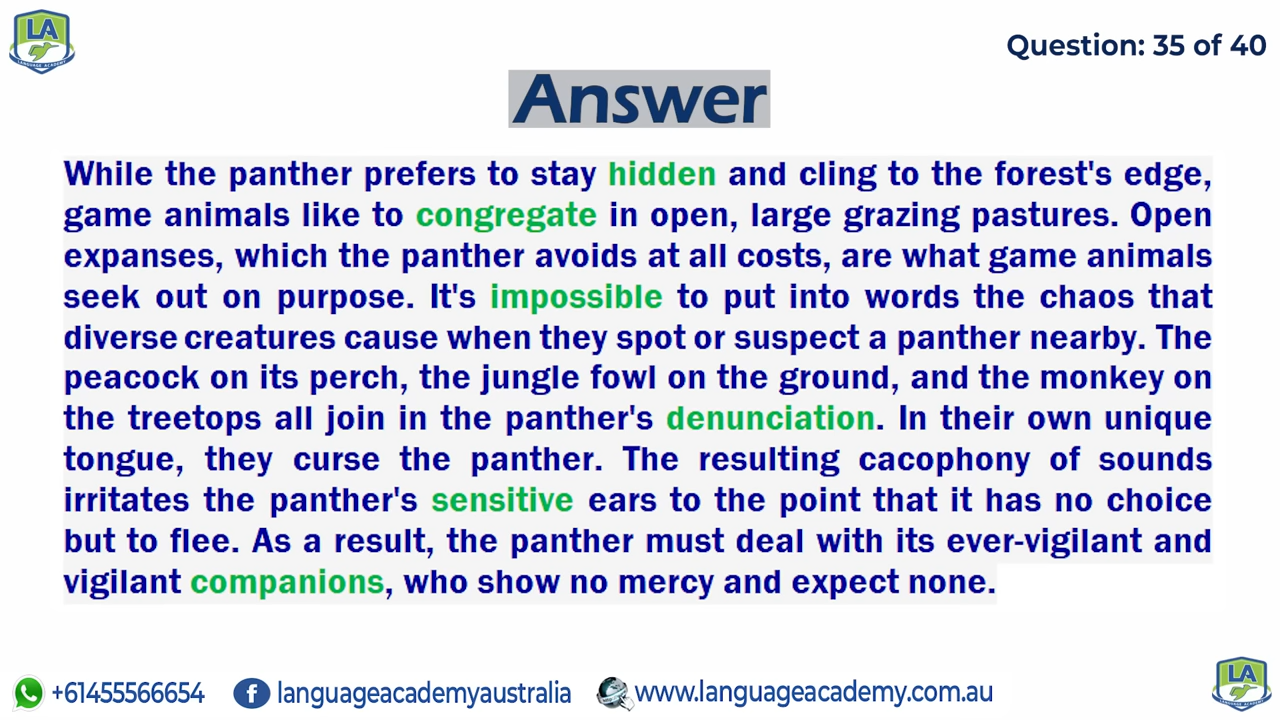 LA
LANGUAGE ACADEMY
Question: 35 of 40
Answer
While the panther prefers to stay hidden and cling to the forest's edge,
game animals like to congregate in open, large grazing pastures. Open
expanses, which the panther avoids at all costs, are what game animals
seek out on purpose. It's impossible to put into words the chaos that
diverse creatures cause when they spot or suspect a panther nearby. The
peacock on its perch, the jungle fowl on the ground, and the monkey on
the treetops all join in the panther's denunciation. In their own unique
tongue, they curse the panther. The resulting cacophony of sounds
irritates the panther's sensitive ears to the point that it has no choice
but to flee. As a result, the panther must deal with its ever-vigilant and
vigilant companions, who show no mercy and expect none.
+61455566654 languageacademyaustralia www.languageacademy.com.au
LA
LANGUAGE ACADEMY